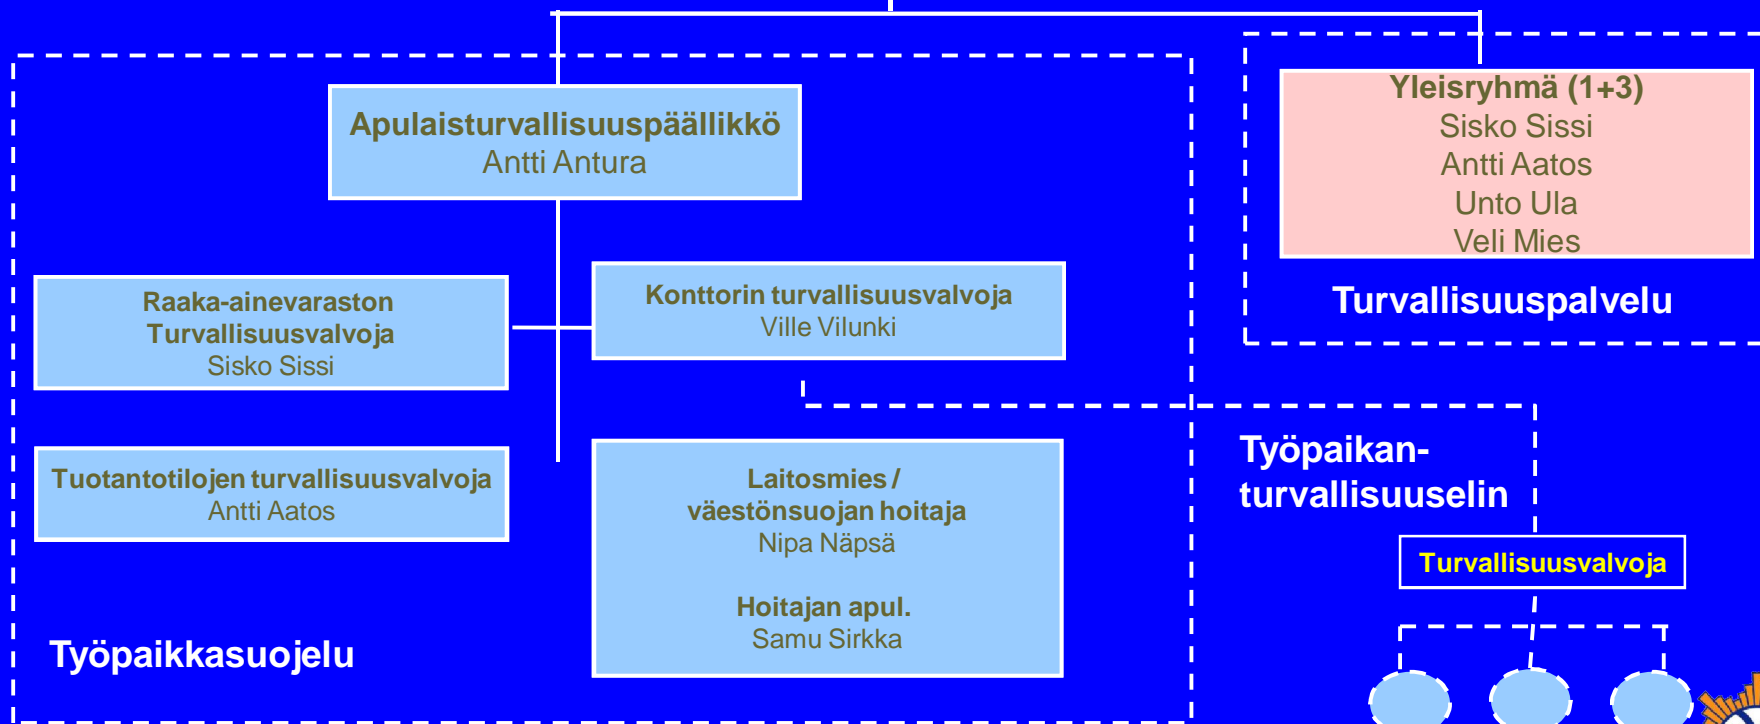 Apulaisturvallisuuspäällikkö
Antti Antura
Yleisryhmä (1+3)
Sisko Sissi
Antti Aatos
Unto Ula
Veli Mies
Turvallisuuspalvelu
Raaka-ainevaraston
Turvallisuusvalvoja
Sisko Sissi
Konttorin turvallisuusvalvoja
Ville Vilunki
Tuotantotilojen turvallisuusvalvoja
Antti Aatos
Laitosmies /
väestönsuojan hoitaja
Nipa Näpsä
Hoitajan apul.
Samu Sirkka
Työpaikkasuojelu
Työpaikan-
turvallisuuselin
Turvallisuusvalvoja